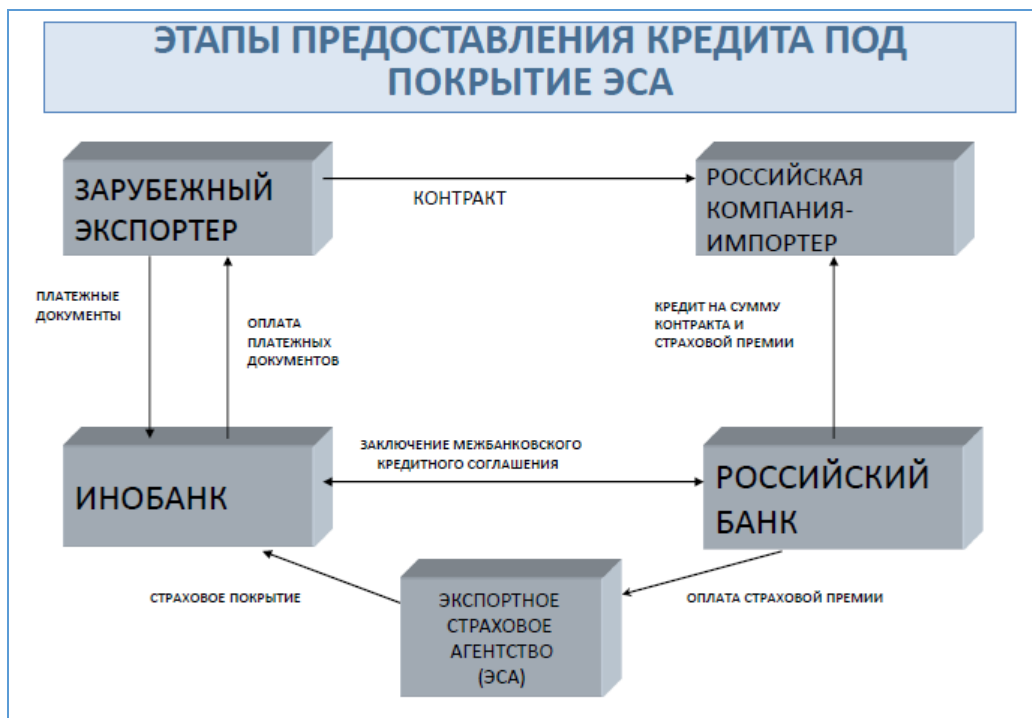 ЭТАПЫ ПРЕДОСТАВЛЕНИЯ КРЕДИТА ПОД
ПОКРЫТИЕ ЭСА
ЗАРУБЕЖНЫЙ
ЭКСПОРТЕР
КОНТРАКТ
РОССИЙСКАЯ
КОМПАНИЯ-
ИМПОРТЕР
ПЛАТЕЖНЫЕ
ДОКУМЕНТЫ
ОПЛАТА
ПЛАТЕЖНЫХ
ДОКУМЕНТОВ
КРЕДИТ НА СУММУ
КОНТРАКТА И
СТРАХОВОЙ ПРЕМИИ
ИНОБАНК
ЗАКЛЮЧЕНИЕ МЕЖБАНКОВСКОГО
КРЕДИТНОГО СОГЛАШЕНИЯ
РОССИЙСКИЙ
БАНК
СТРАХОВОЕ ПОКРЫТИЕ
ЭКСПОРТНОЕ
СТРАХОВОЕ
АГЕНТСТВО
(ЭСА)
ОПЛАТА СТРАХОВОЙ ПРЕМИИ